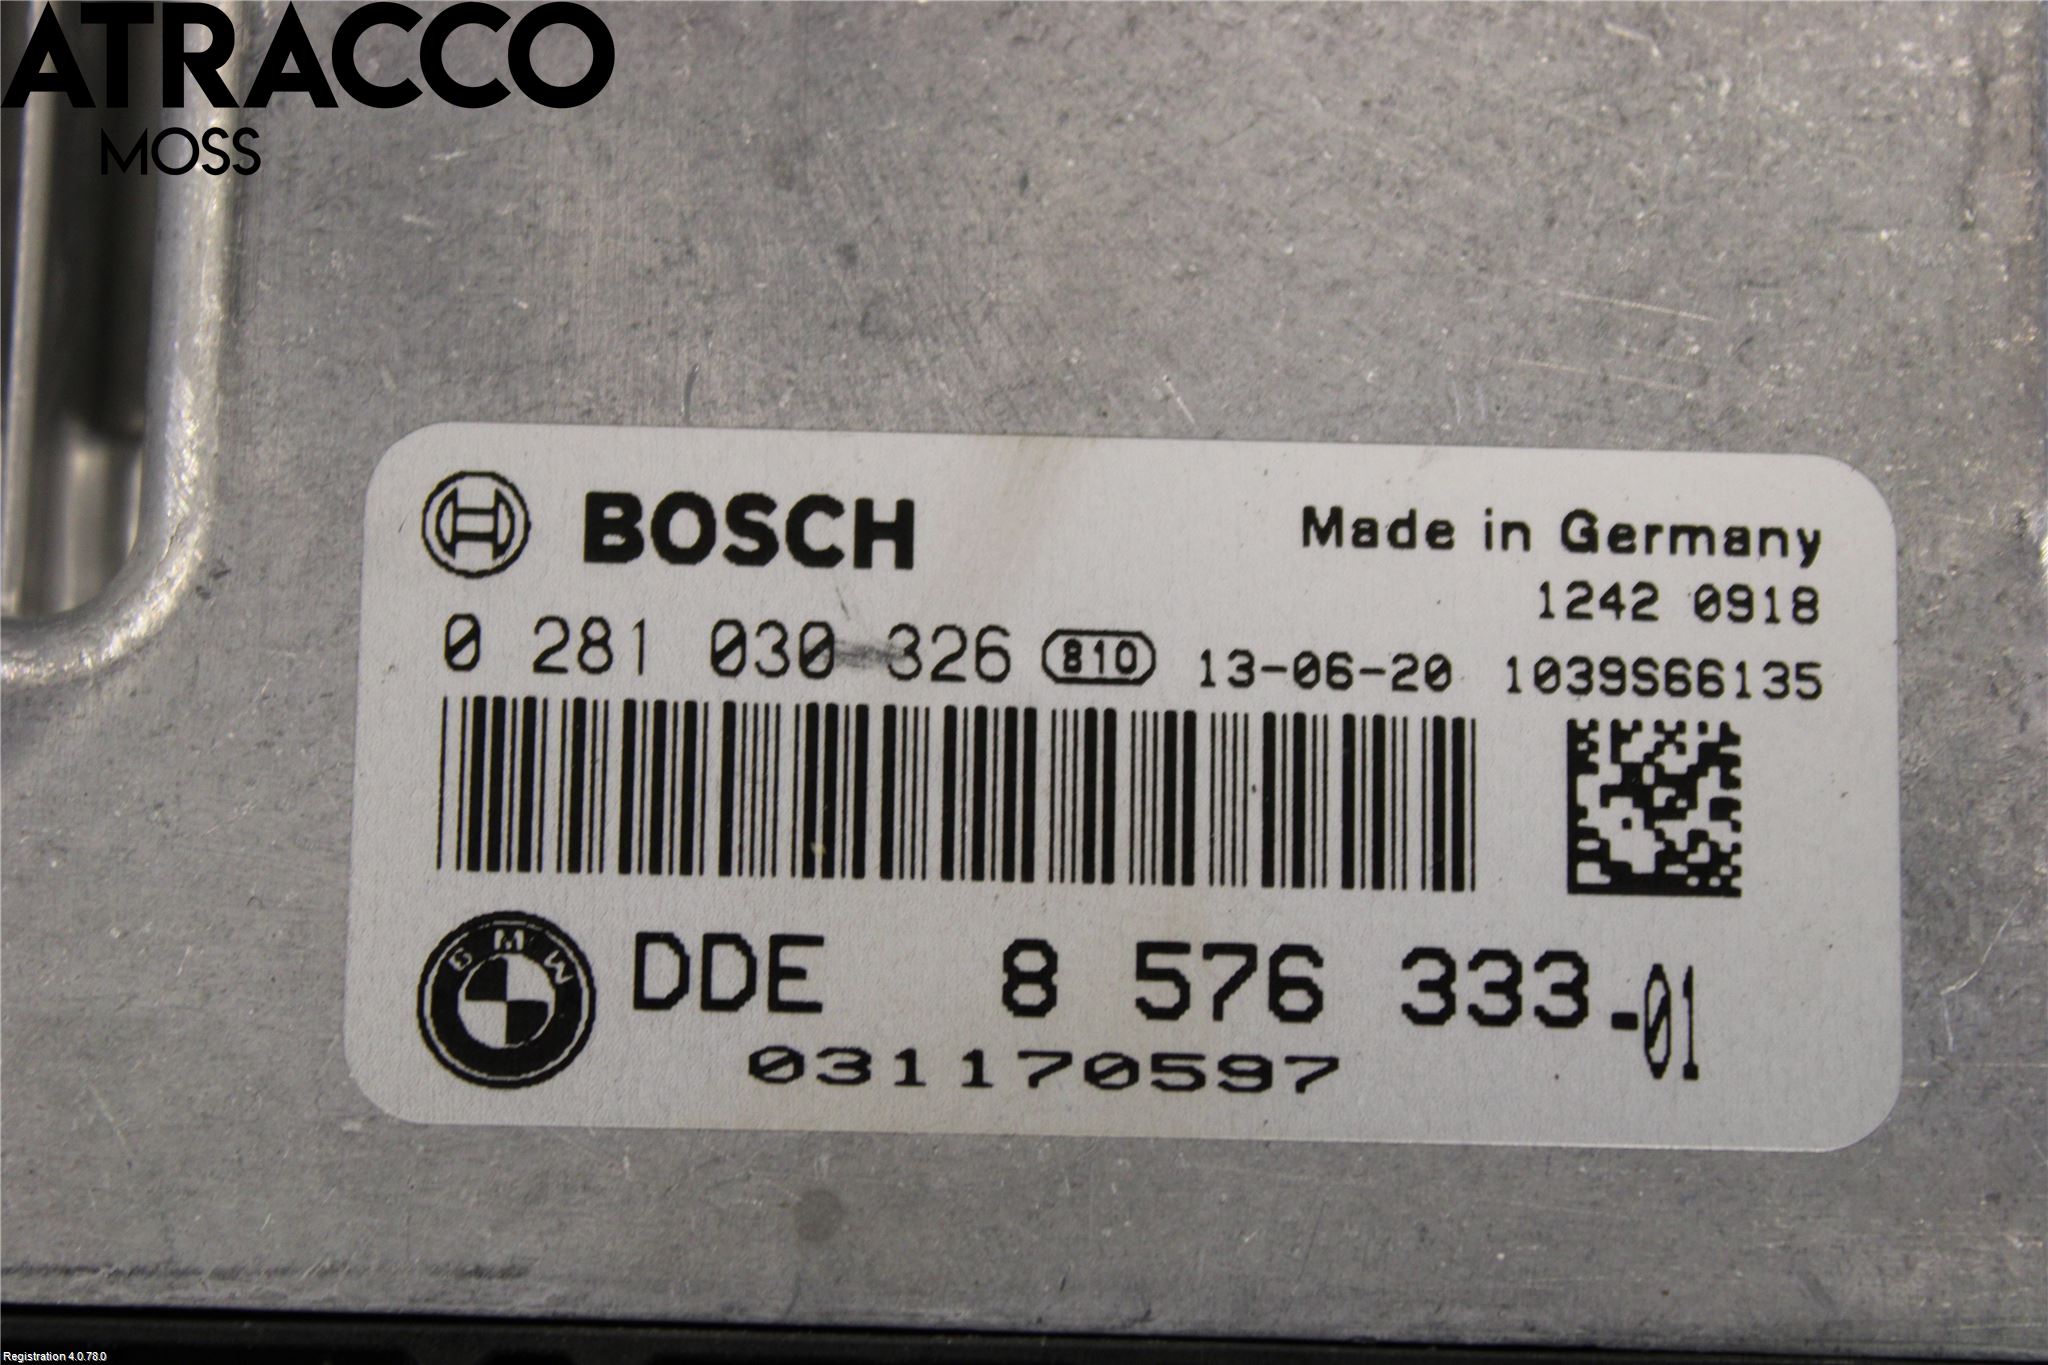 ATRACCO
MOSS
BOSCH
Made in Germany
1242 0918
0 281 030 326 810 13-06-20 1039S66135
BMW
DDE 8 576 333-01
031170597
Registration 4.0.78.0